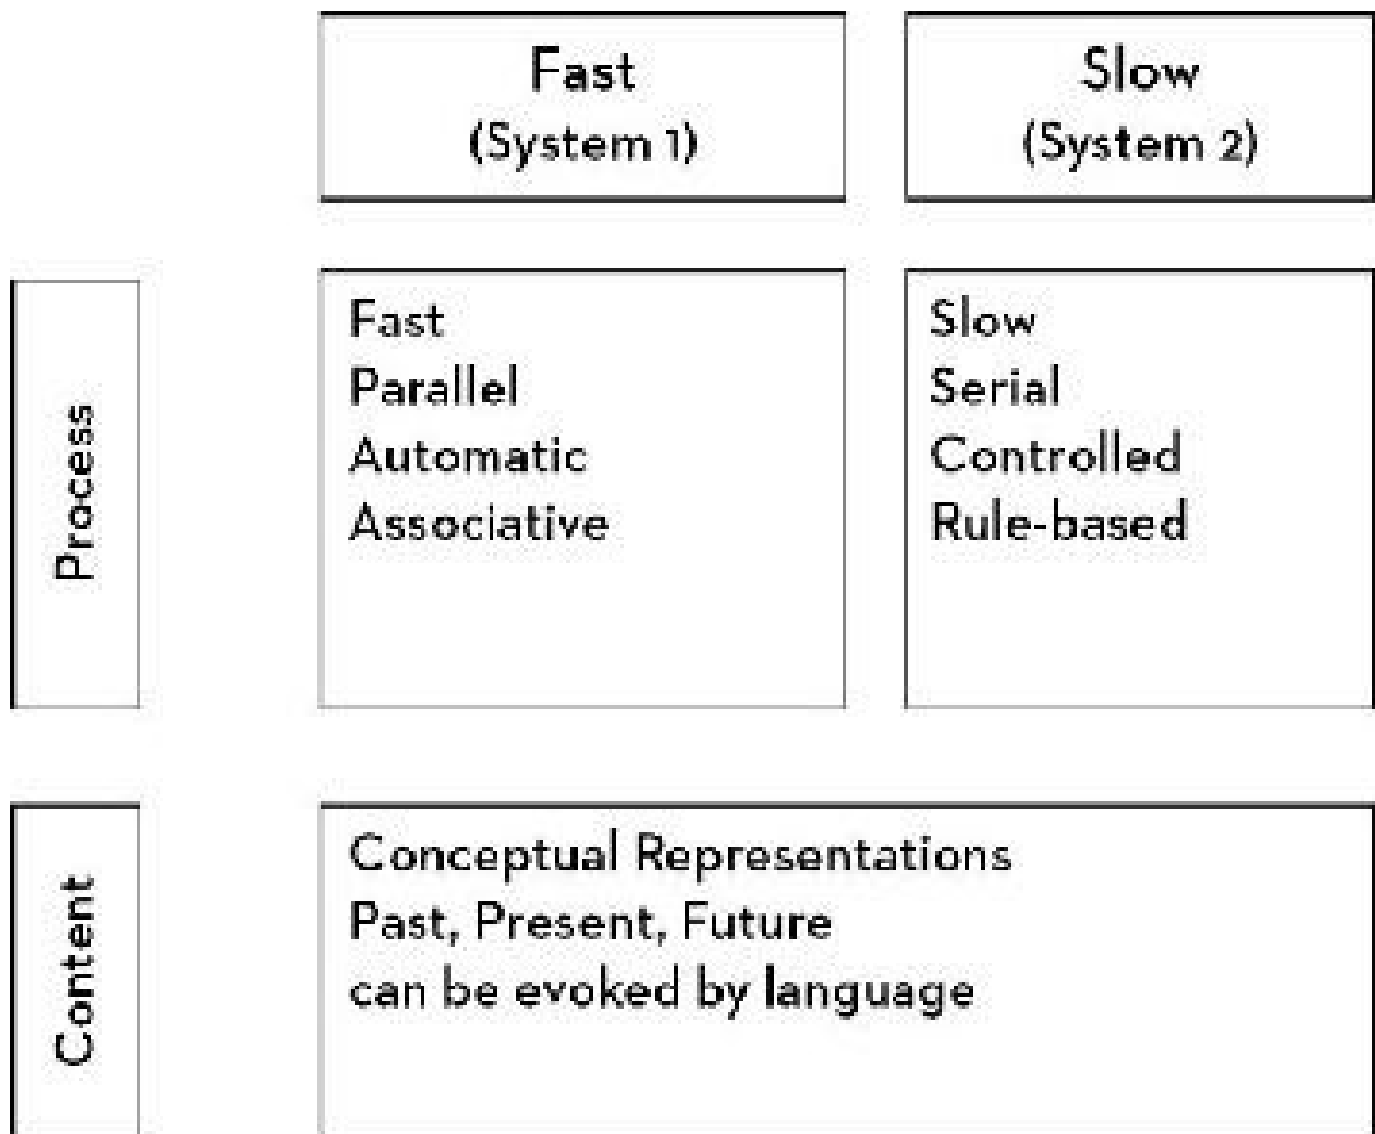 Fast
(System 1)
Slow
(System 2)
Process
Fast
Parallel
Automatic
Associative
Slow
Serial
Controlled
Rule-based
Content
Conceptual Representations
Past, Present, Future
can be evoked by language